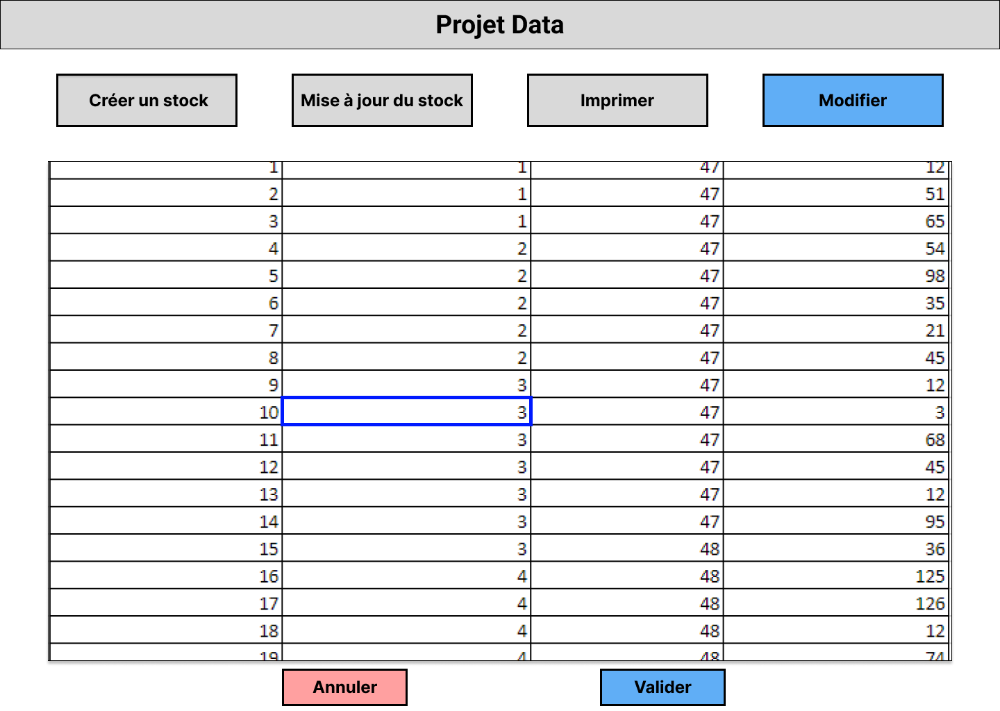 Projet Data
Créer un stock Mise à jour du stock Imprimer Modifier
1 1 47 12
2 1 47 51
3 1 47 65
4 2 47 54
5 2 47 98
6 2 47 35
7 2 47 21
8 2 47 45
9 3 47 12
10 3 47 3
11 3 47 68
12 3 47 45
13 3 47 12
14 3 47 95
15 3 48 36
16 4 48 125
17 4 48 126
18 4 48 12
19 4 48 74
Annuler Valider